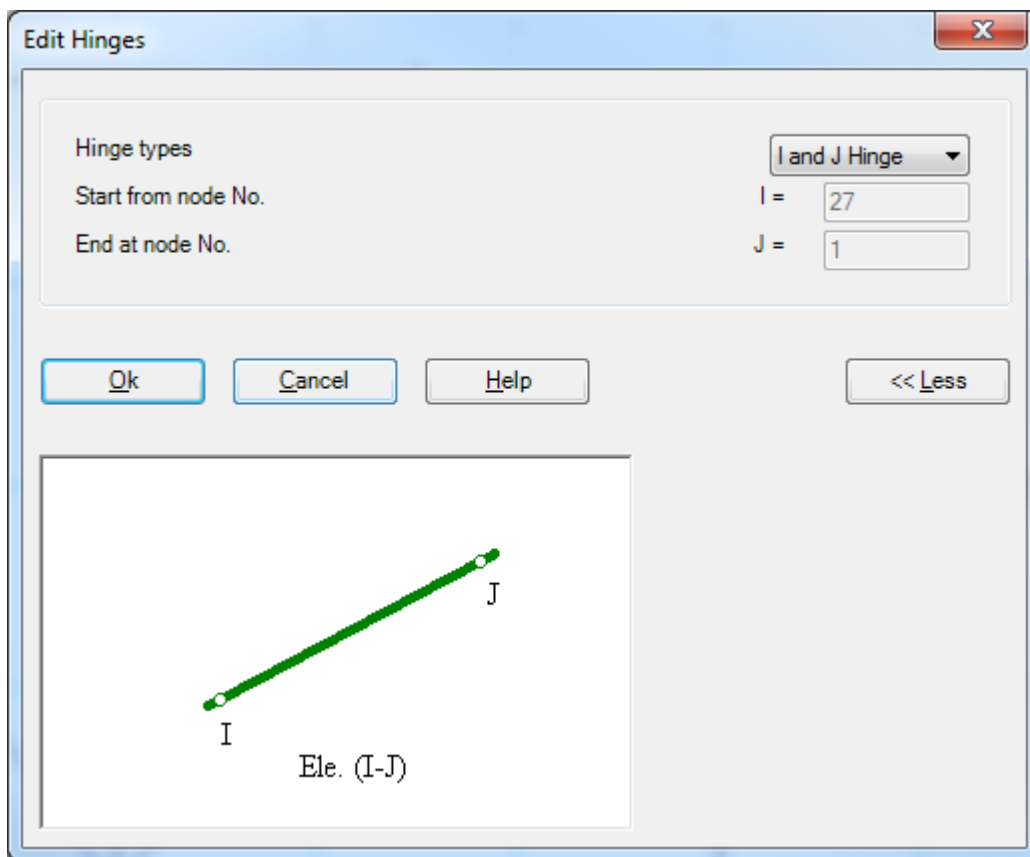 Edit Hinges
Hinge types I and J Hinge
Start from node No. I = 27
End at node No. J = 1
Ok Cancel Help << Less
J
I
Ele. (I-J)